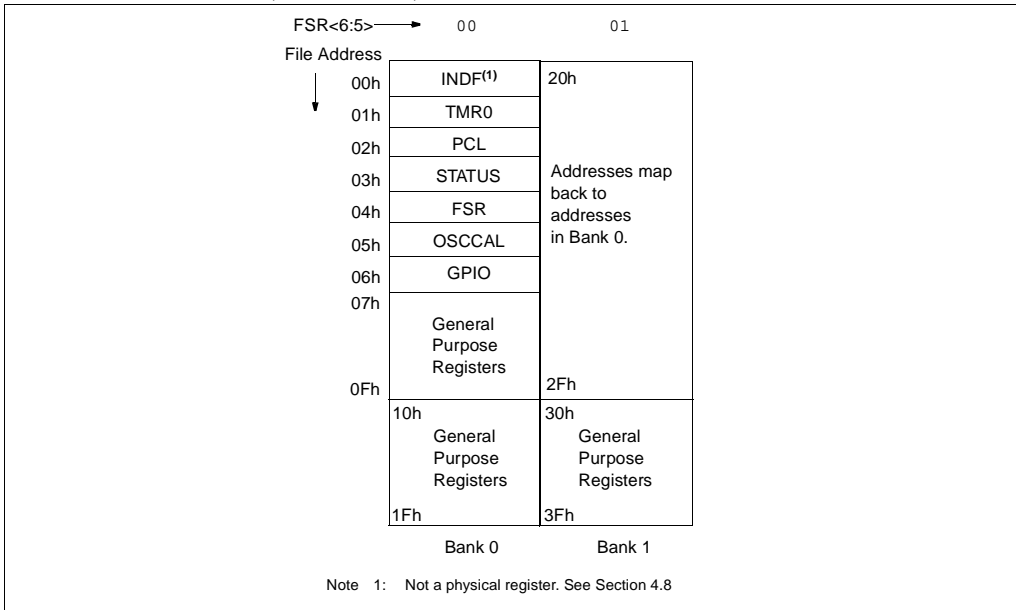 FSR<6:5> 00 01
File Address
00h INDF(1) 20h
01h TMR0
02h PCL
03h STATUS Addresses map
back to
04h FSR addresses
05h OSCCAL in Bank 0.
06h GPIO
07h
General
Purpose
Registers
0Fh 2Fh
10h 30h
General General
Purpose Purpose
Registers Registers
1Fh 3Fh
Bank 0 Bank 1
Note 1: Not a physical register. See Section 4.8